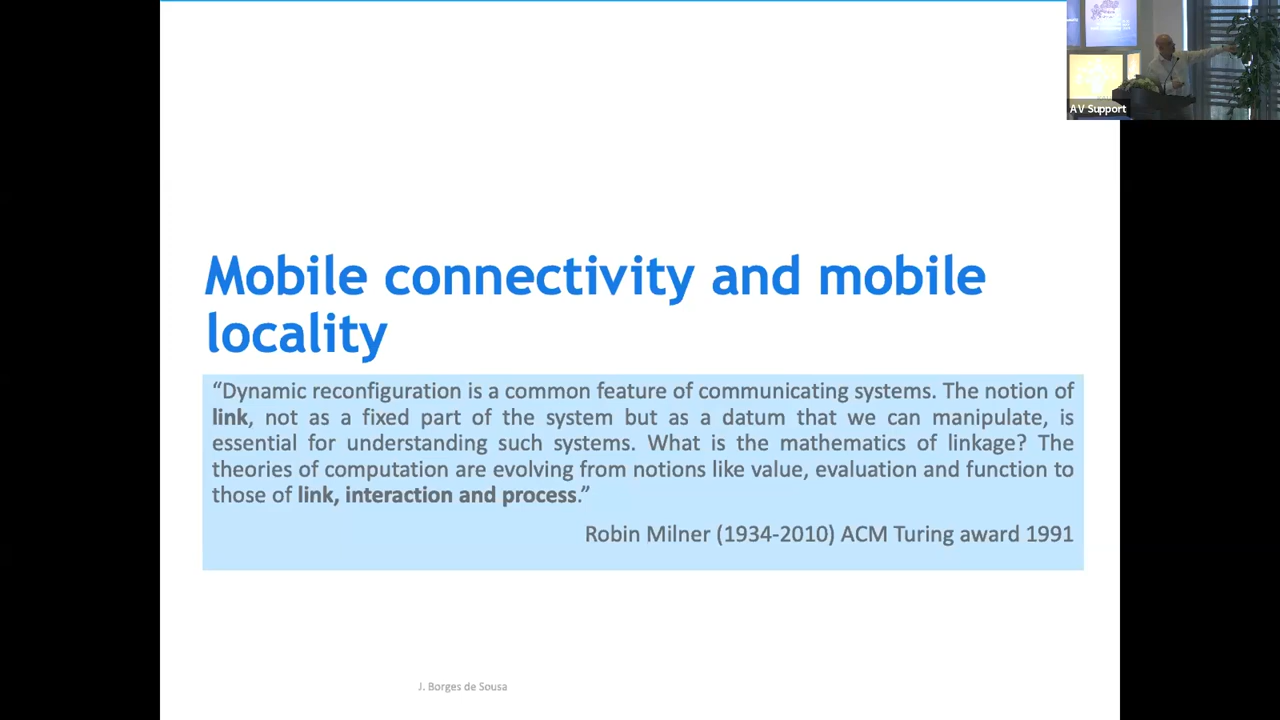 AV Support
Mobile connectivity and mobile
locality
“Dynamic reconfiguration is a common feature of communicating systems. The notion of
link, not as a fixed part of the system but as a datum that we can manipulate, is
essential for understanding such systems. What is the mathematics of linkage? The
theories of computation are evolving from notions like value, evaluation and function to
those of link, interaction and process.”
Robin Milner (1934-2010) ACM Turing award 1991
J. Borges de Sousa